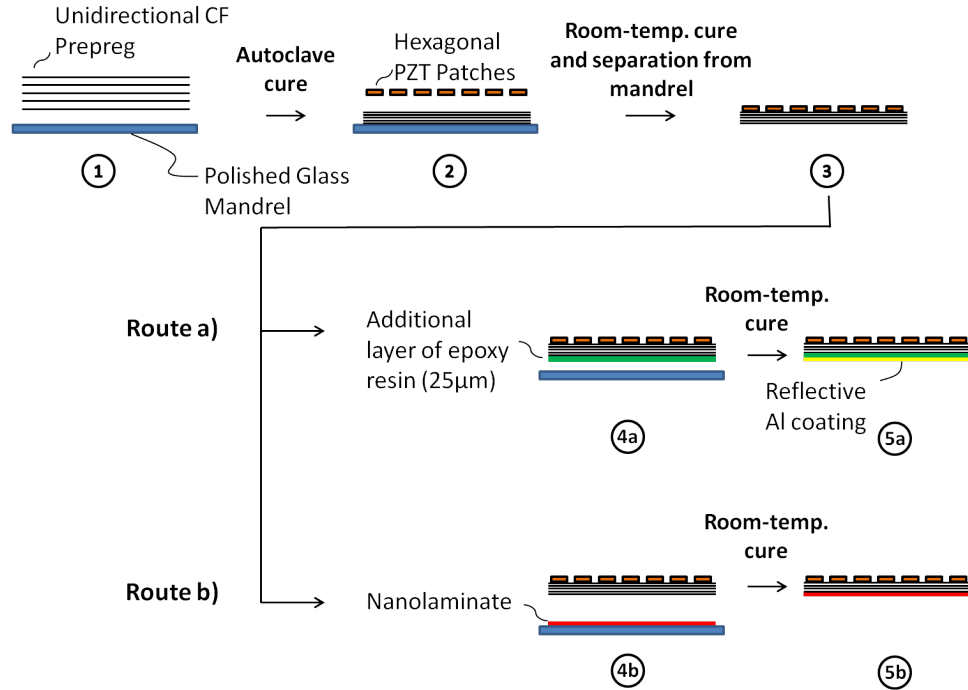 Unidirectional CF
Prepreg
Autoclave
cure
Hexagonal
PZT Patches
Room-temp. cure
and separation from
mandrel
1
2
3
Polished Glass
Mandrel
Route a)
Additional
layer of epoxy
resin (25μm)
Room-temp.
cure
Reflective
Al coating
4a
5a
Route b)
Nanolaminate
Room-temp.
cure
4b
5b